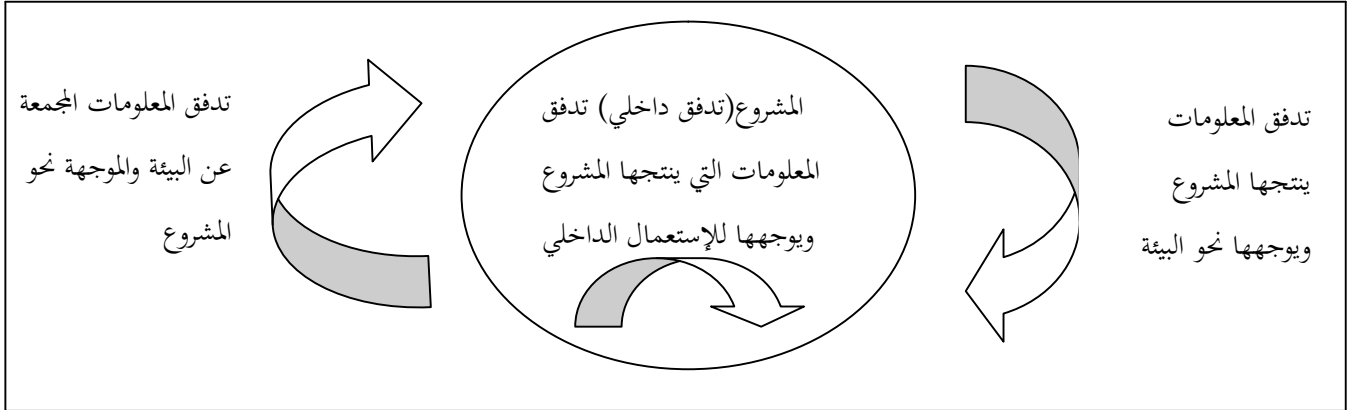 تدفق المعلومات
ينتجها المشروع
ويوجهها نحو البيئة
المشروع(تدفق داخلي) تدفق
المعلومات التي ينتجها المشروع
ويوجهها للإستعمال الداخلي
تدفق المعلومات المجمعة
عن البيئة والموجهة نحو
المشروع